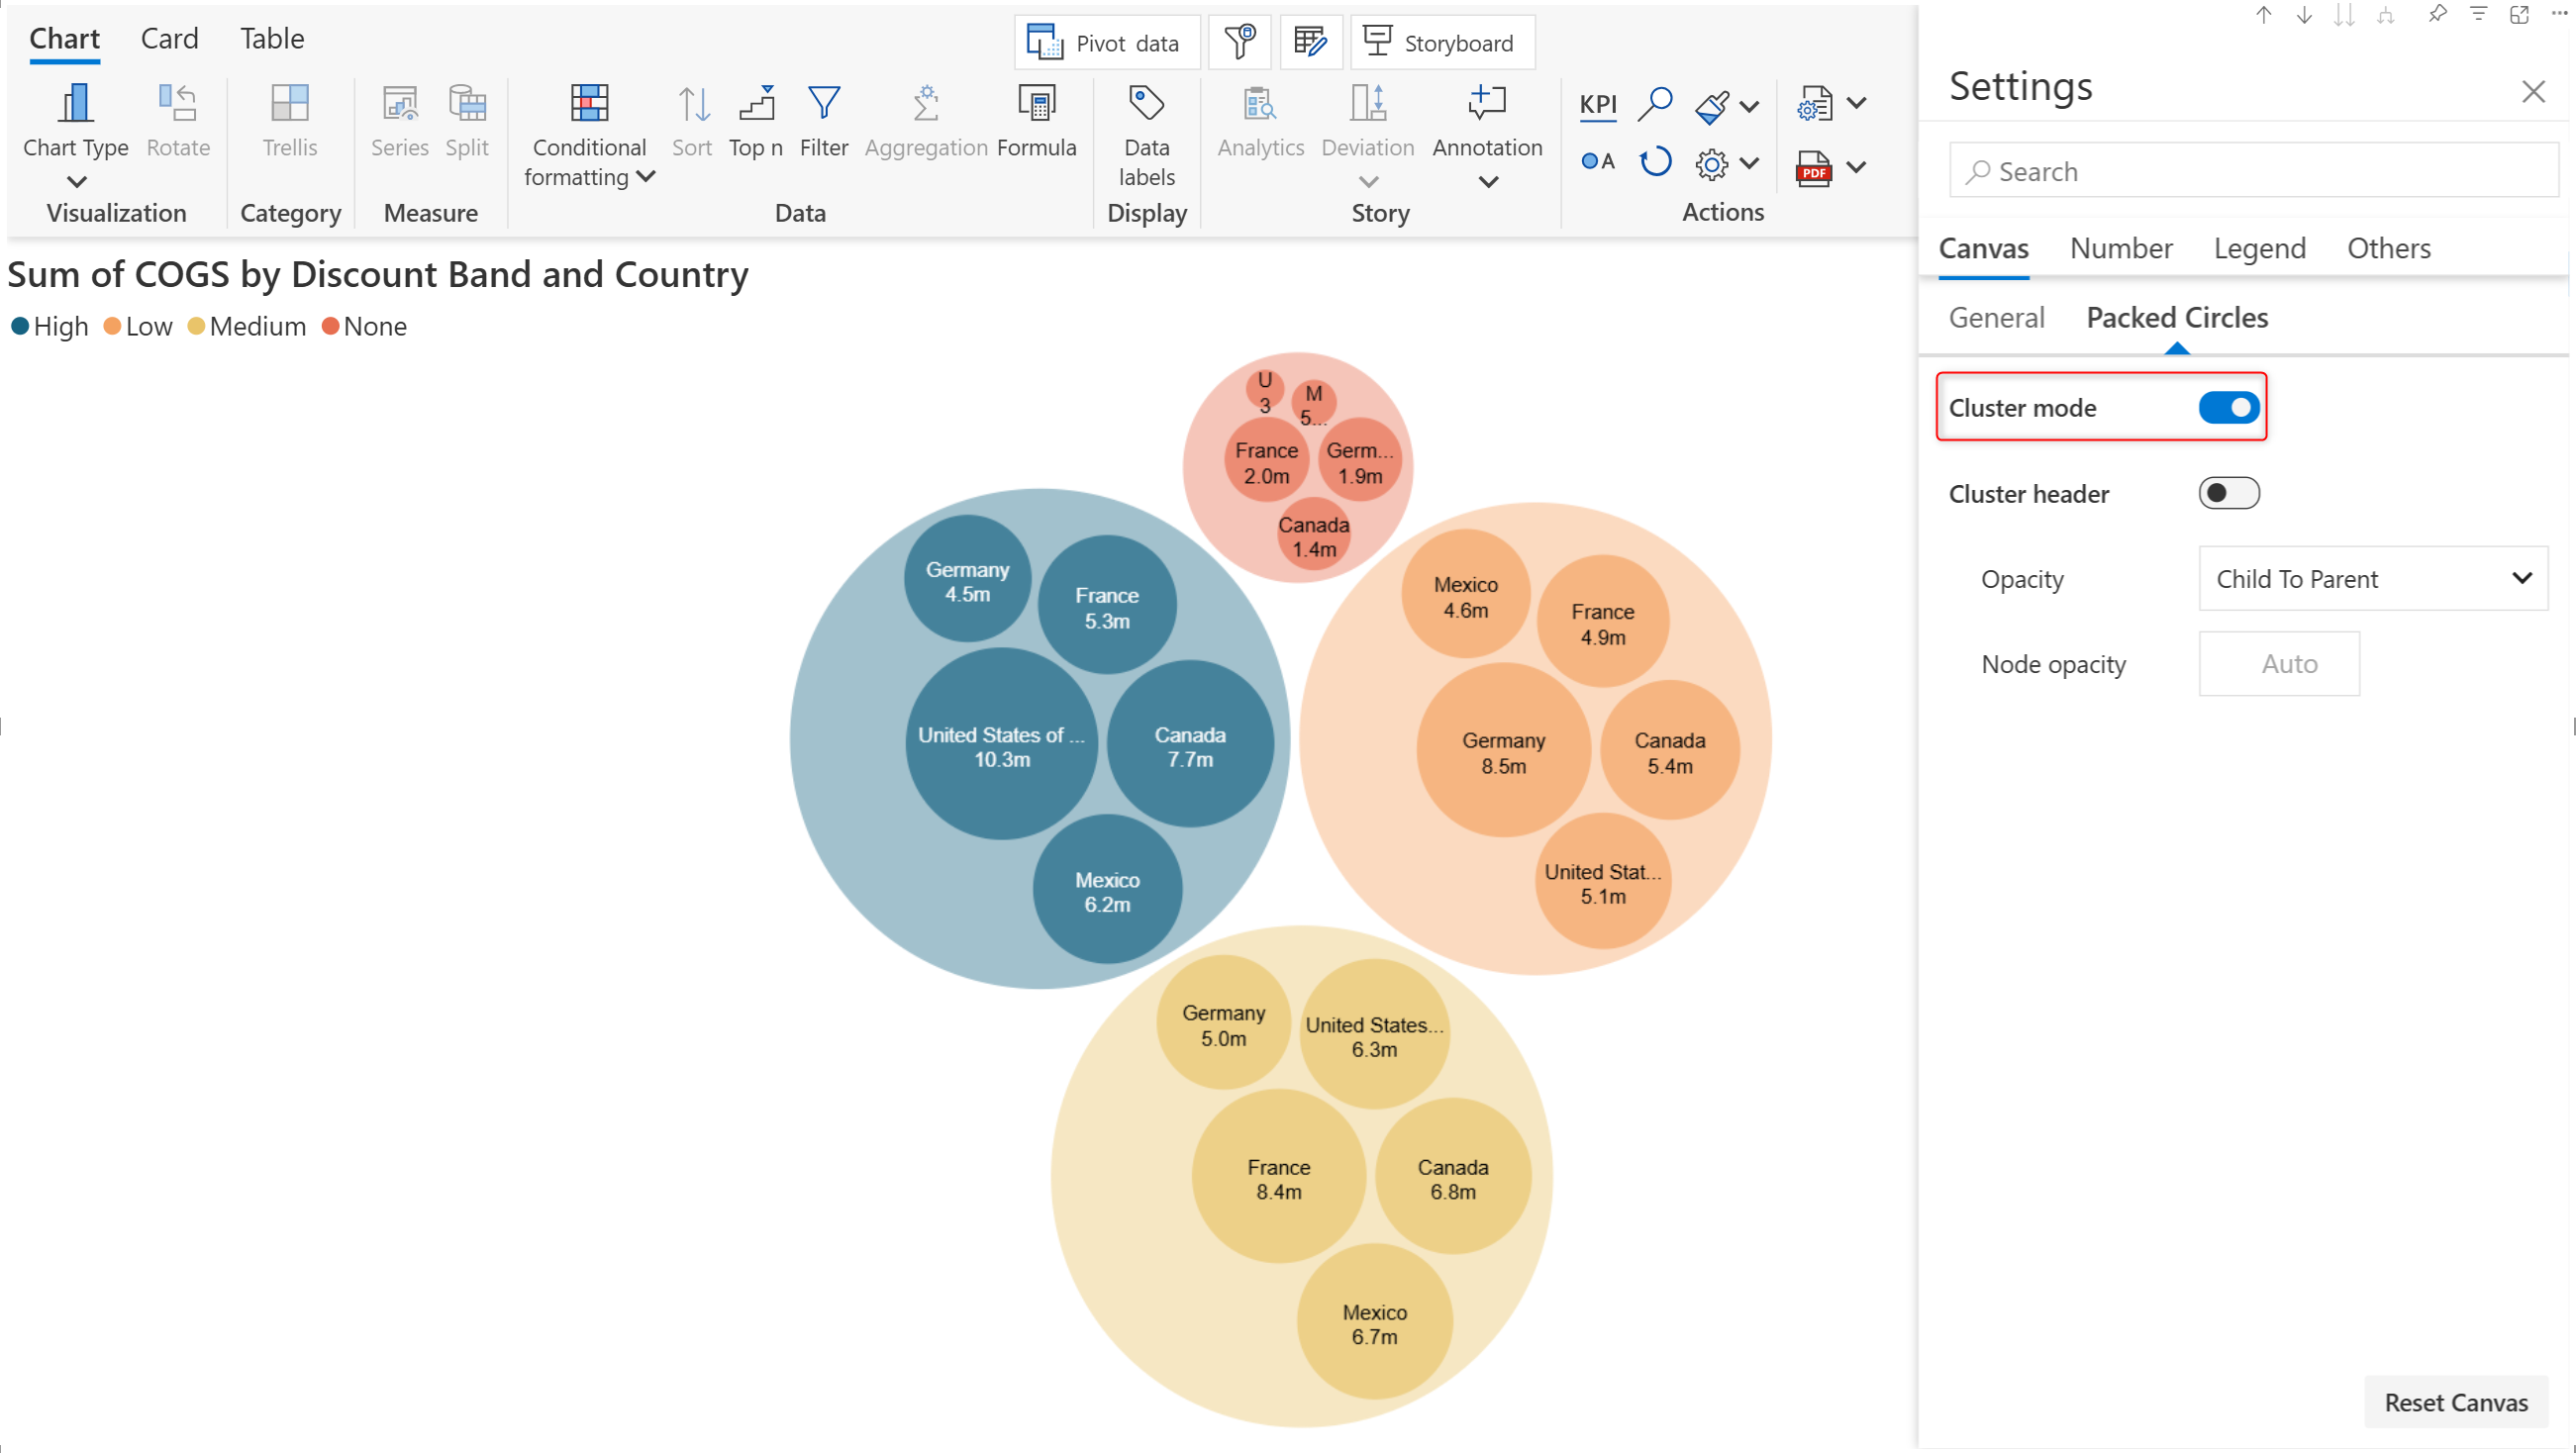 Chart Card Table
Pivot data
Storyboard
Chart Type
Rotate
Trellis
Series
Split
Conditional
formatting
Sort
Top n
Filter
Aggregation
Formula
Data
labels
Analytics
Deviation
Annotation
KPI
A
PDF
Visualization
Category
Measure
Data
Display
Story
Actions
Sum of COGS by Discount Band and Country
High Low Medium None
U
3
M
5...
France
2.0m
Germ...
1.9m
Canada
1.4m
Germany
4.5m
France
5.3m
United States of ...
10.3m
Canada
7.7m
Mexico
6.2m
Mexico
4.6m
France
4.9m
Germany
8.5m
Canada
5.4m
United Stat...
5.1m
Germany
5.0m
United States...
6.3m
France
8.4m
Canada
6.8m
Mexico
6.7m
Settings
Search
Canvas Number Legend Others
General Packed Circles
Cluster mode
Cluster header
Opacity Child To Parent
Node opacity Auto
Reset Canvas